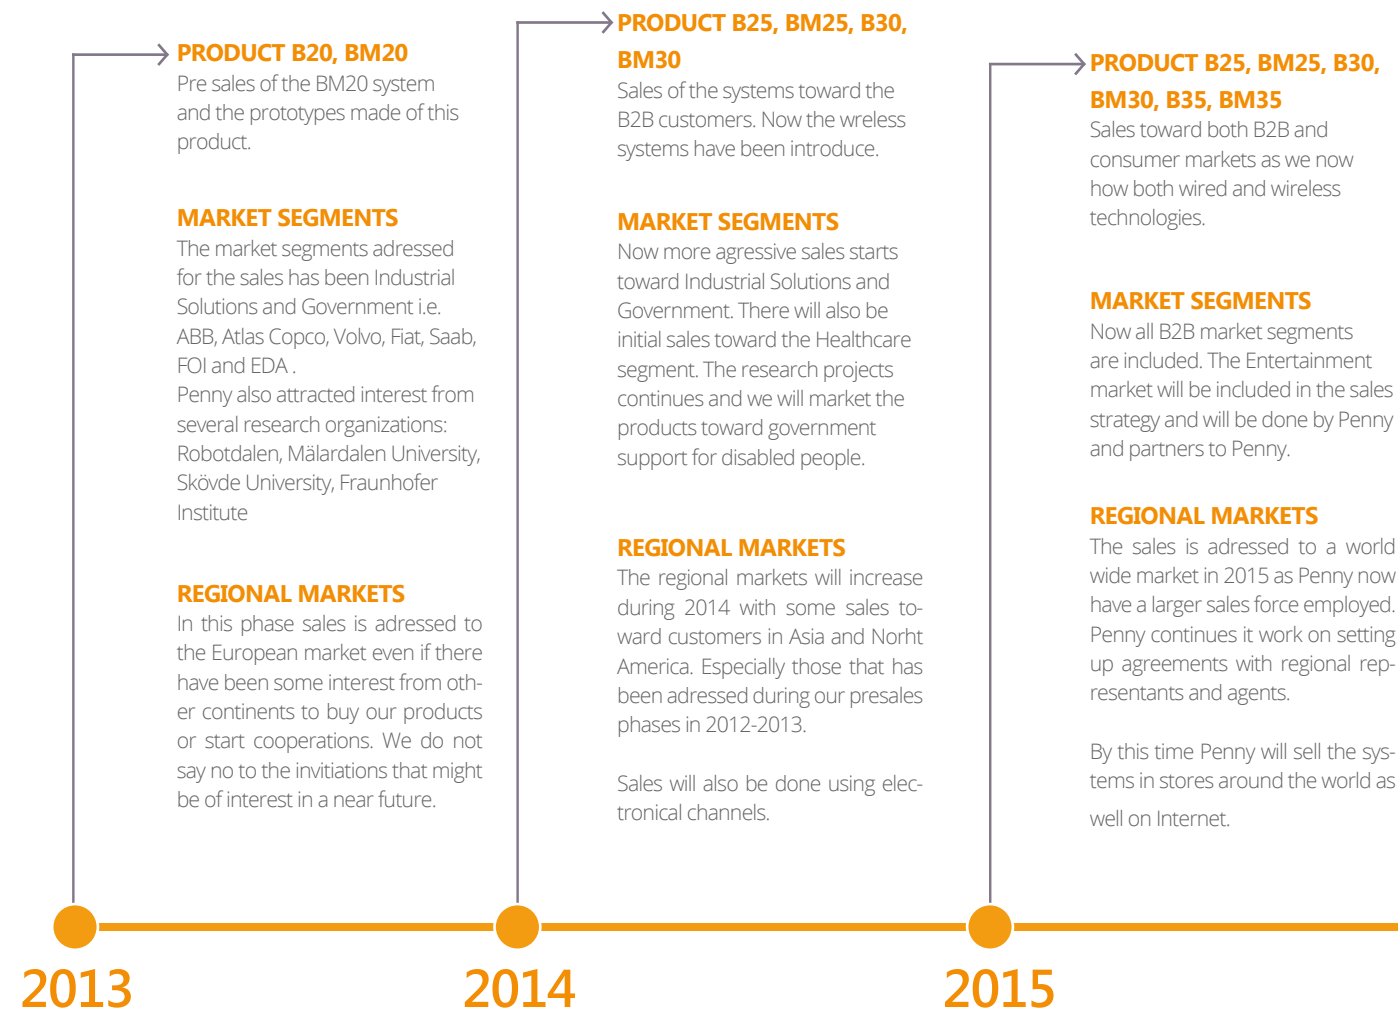 PRODUCT B20, BM20
Pre sales of the BM20 system
and the prototypes made of this
product.
MARKET SEGMENTS
The market segments adressed
for the sales has been Industrial
Solutions and Government i.e.
ABB, Atlas Copco, Volvo, Fiat, Saab,
FOI and EDA .
Penny also attracted interest from
several research organizations:
Robotdalen, Mälardalen University,
Skövde University, Fraunhofer
Institute
REGIONAL MARKETS
In this phase sales is adressed to
the European market even if there
have been some interest from oth-
er continents to buy our products
or start cooperations. We do not
say no to the invitiations that might
be of interest in a near future.
2013
PRODUCT B25, BM25, B30,
BM30
Sales of the systems toward the
B2B customers. Now the wreless
systems have been introduce.
MARKET SEGMENTS
Now more agressive sales starts
toward Industrial Solutions and
Government. There will also be
initial sales toward the Healthcare
segment. The research projects
continues and we will market the
products toward government
support for disabled people.
REGIONAL MARKETS
The regional markets will increase
during 2014 with some sales to-
ward customers in Asia and Norht
America. Especially those that has
been adressed during our presales
phases in 2012-2013.
Sales will also be done using elec-
tronical channels.
2014
PRODUCT B25, BM25, B30,
BM30, B35, BM35
Sales toward both B2B and
consumer markets as we now
how both wired and wireless
technologies.
MARKET SEGMENTS
Now all B2B market segments
are included. The Entertainment
market will be included in the sales
strategy and will be done by Penny
and partners to Penny.
REGIONAL MARKETS
The sales is adressed to a world
wide market in 2015 as Penny now
have a larger sales force employed.
Penny continues it work on setting
up agreements with regional rep-
resentants and agents.
By this time Penny will sell the sys-
tems in stores around the world as
well on Internet.
2015